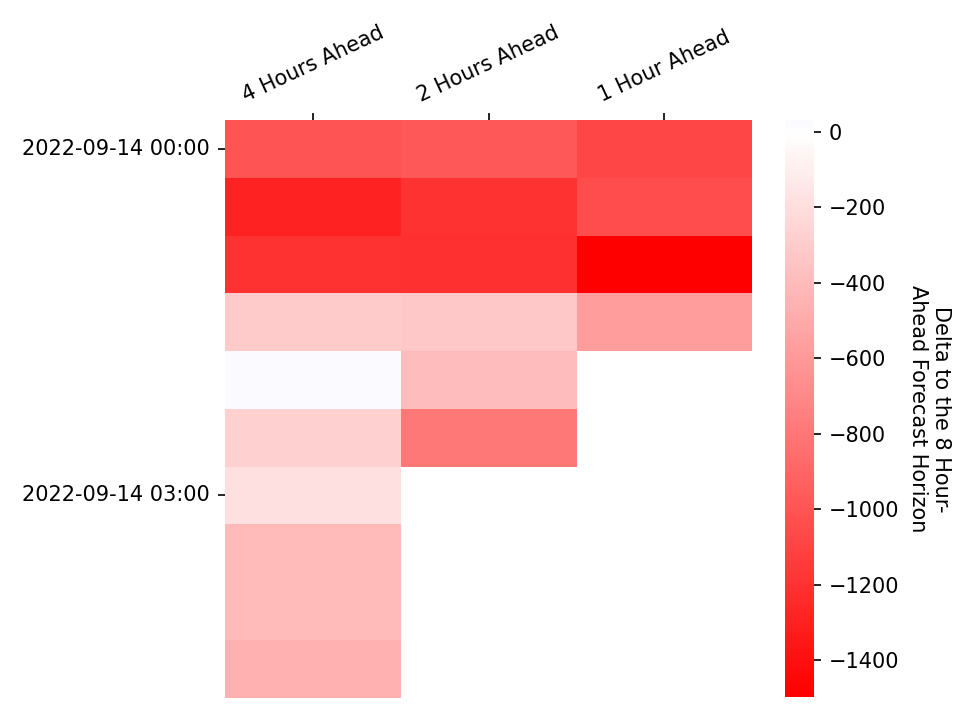 4 Hours Ahead
2 Hours Ahead
1 Hour Ahead
2022-09-14 00:00
2022-09-14 03:00
0
−200
−400
−600
−800
−1000
−1200
−1400
Delta to the 8 Hour-
Ahead Forecast Horizon